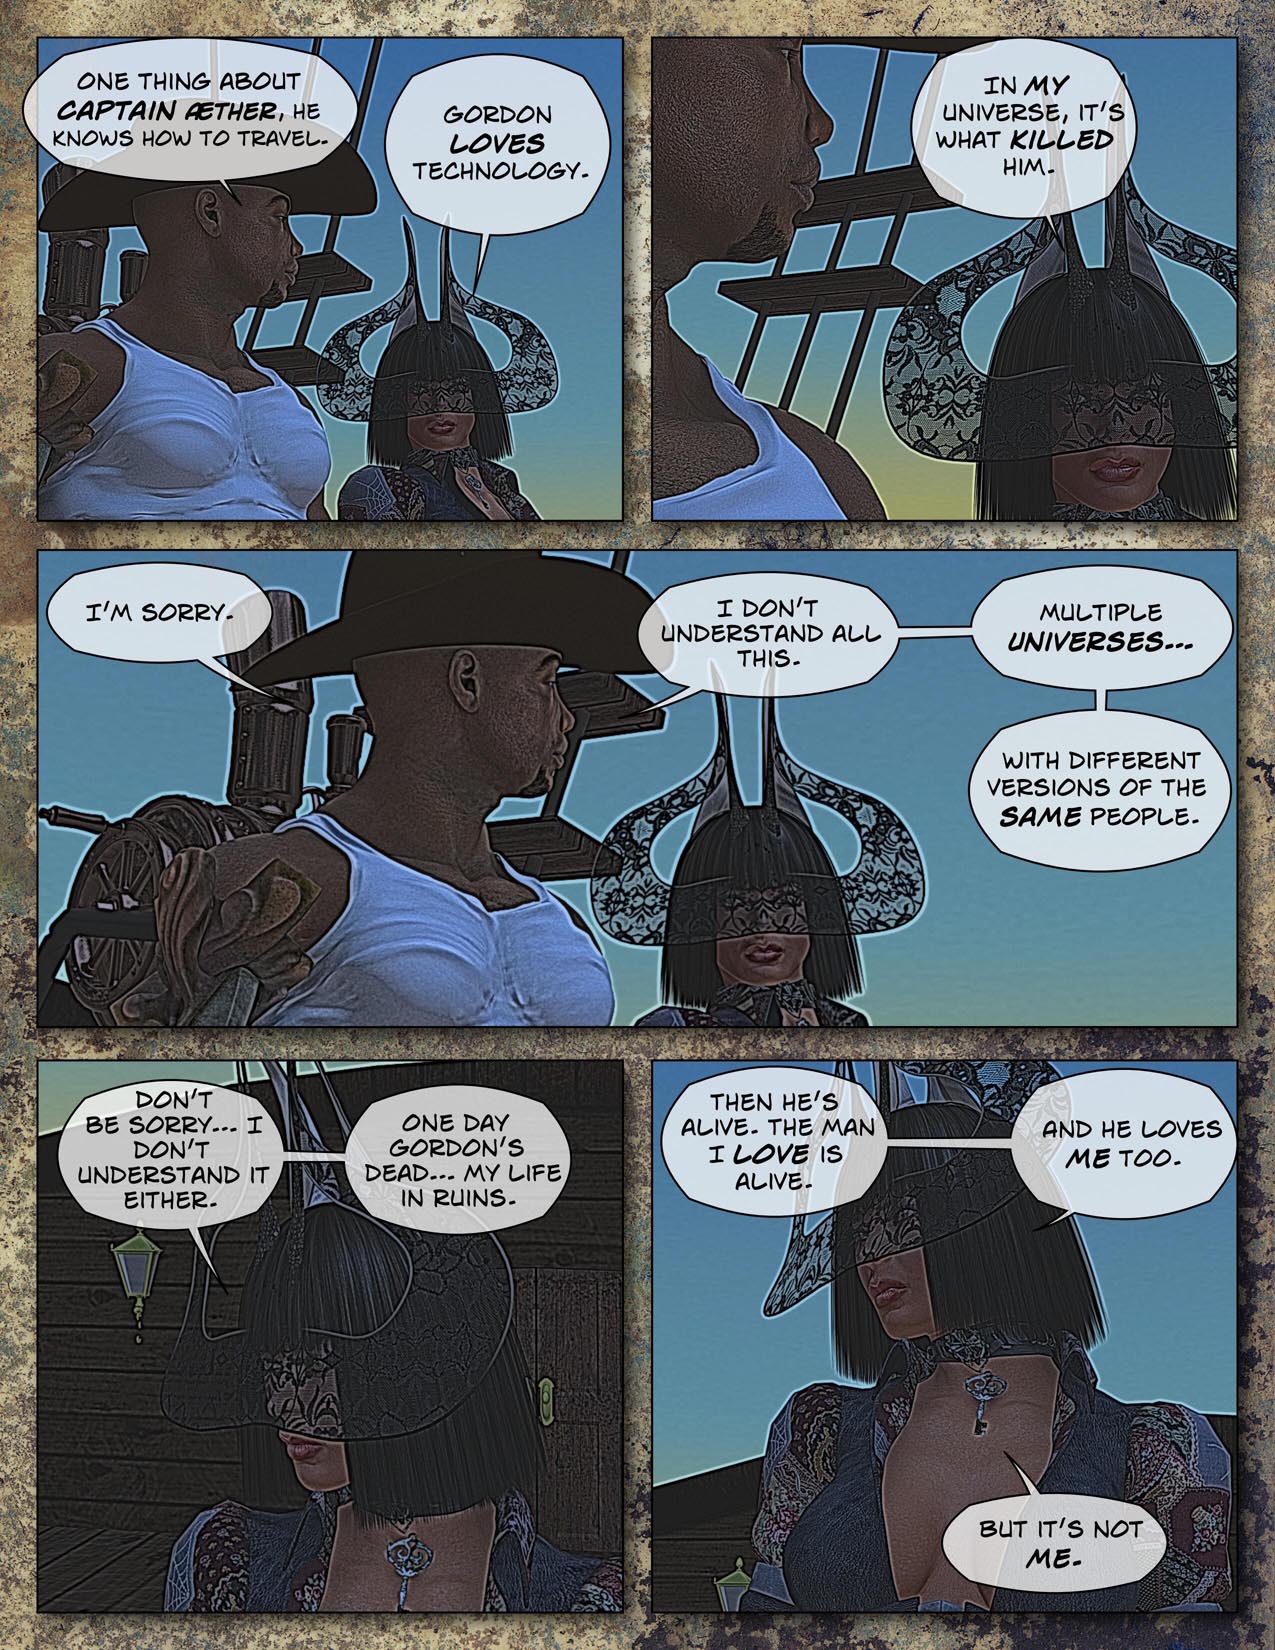 ONE THING ABOUT
CAPTAIN ÆTHER, HE
KNOWS HOW TO TRAVEL.
GORDON
LOVES
TECHNOLOGY.
IN MY
UNIVERSE, IT'S
WHAT KILLED
HIM.
I'M SORRY.
I DON'T
UNDERSTAND ALL
THIS.
MULTIPLE
UNIVERSES...
WITH DIFFERENT
VERSIONS OF THE
SAME PEOPLE.
DON'T
BE SORRY... I
DON'T
UNDERSTAND IT
EITHER.
ONE DAY
GORDON'S
DEAD... MY LIFE
IN RUINS.
THEN HE'S
ALIVE. THE MAN
I LOVE IS
ALIVE.
AND HE LOVES
ME TOO.
BUT IT'S NOT
ME.